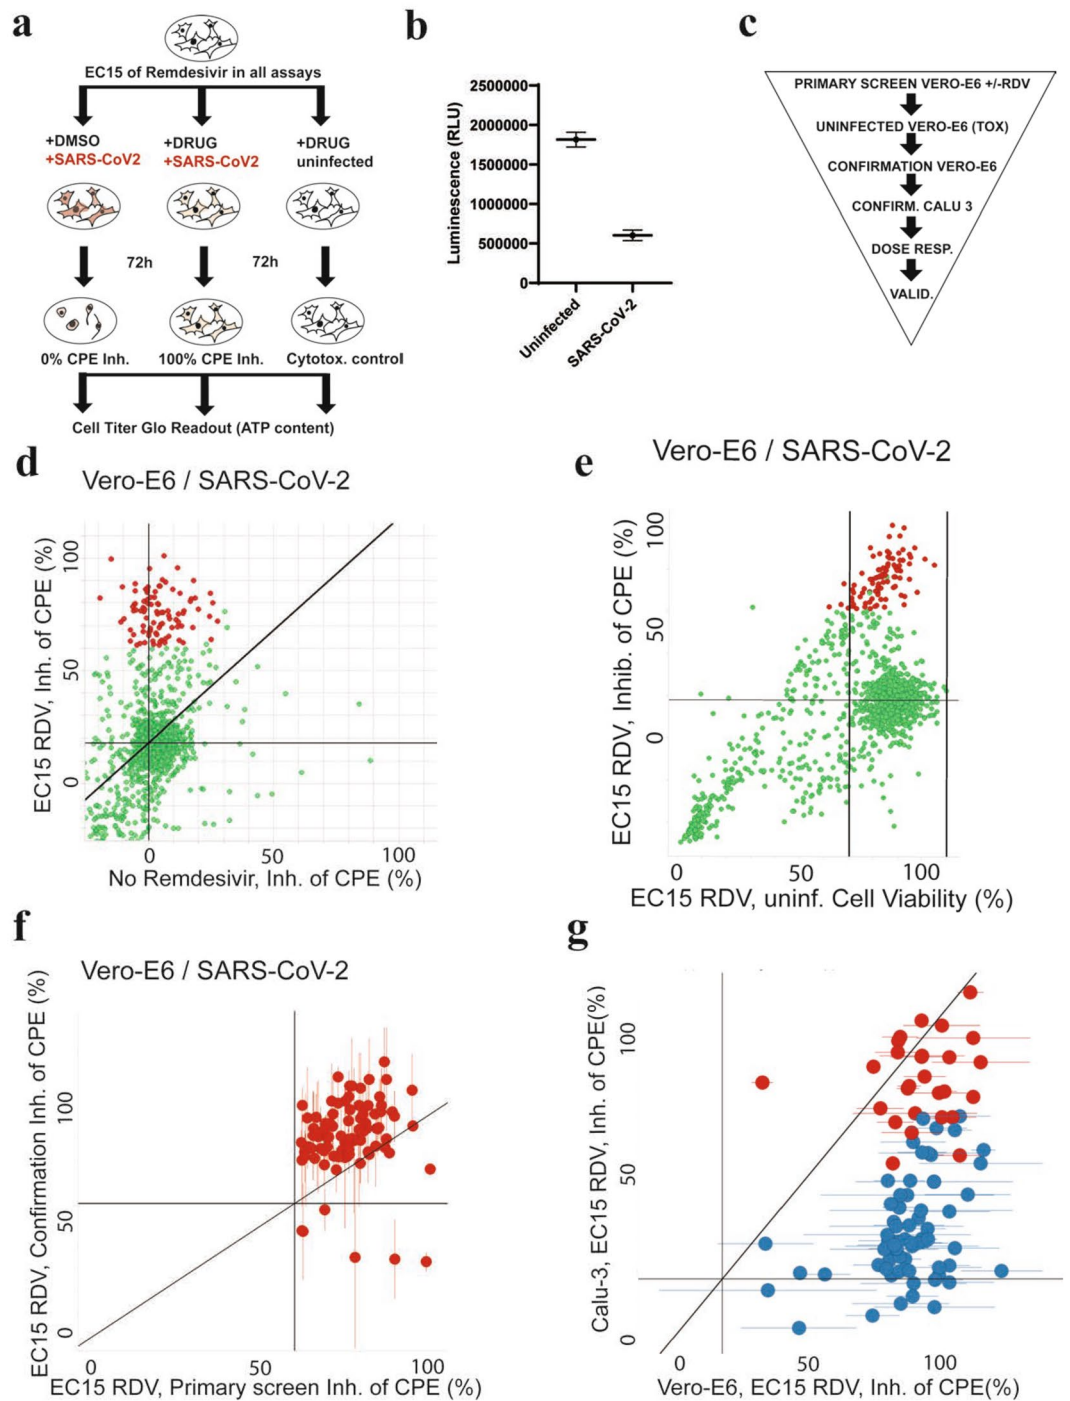 a
EC15 of Remdesivir in all assays
+DMSO
+SARS-CoV2
+DRUG
+SARS-CoV2
+DRUG
uninfected
72h
72h
0% CPE Inh.
100% CPE Inh.
Cytotox. control
Cell Titer Glo Readout (ATP content)
b
Luminescence (RLU)
2500000
2000000
1500000
1000000
500000
0
Uninfected
SARS-CoV-2
c
PRIMARY SCREEN VERO-E6 +/-RDV
UNINFECTED VERO-E6 (TOX)
CONFIRMATION VERO-E6
CONFIRM. CALU 3
DOSE RESP.
VALID.
d
Vero-E6 / SARS-CoV-2
EC15 RDV, Inh. of CPE (%)
100
50
0
0
50
100
No Remdesivir, Inh. of CPE (%)
e
Vero-E6 / SARS-CoV-2
EC15 RDV, Inhib. of CPE (%)
100
50
0
0
50
100
EC15 RDV, uninf. Cell Viability (%)
f
Vero-E6 / SARS-CoV-2
EC15 RDV, Confirmation Inh. of CPE (%)
100
50
0
0
50
100
EC15 RDV, Primary screen Inh. of CPE (%)
g
Calu-3, EC15 RDV, Inh. of CPE(%)
100
50
0
0
50
100
Vero-E6, EC15 RDV, Inh. of CPE(%)